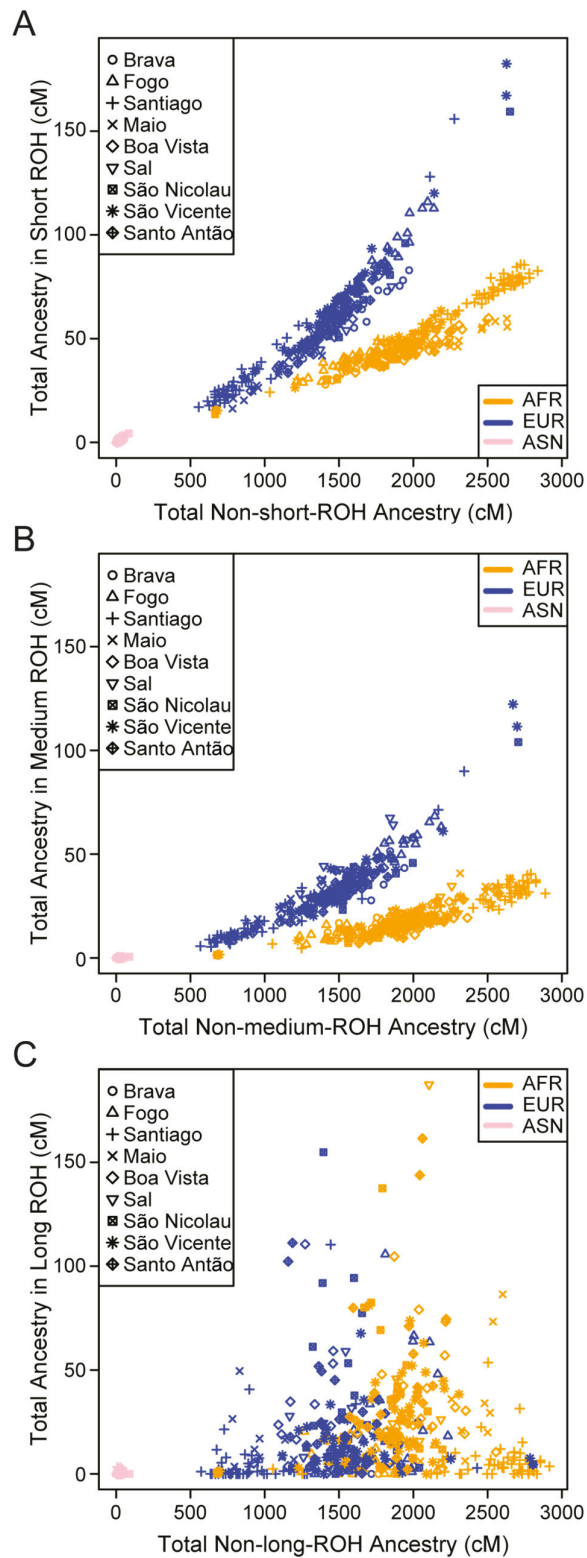 A
Total Ancestry in Short ROH (cM)
150
100
50
0
Brava
Fogo
Santiago
Maio
Boa Vista
Sal
São Nicolau
São Vicente
Santo Antão
AFR
EUR
ASN
0 500 1000 1500 2000 2500 3000
Total Non-short-ROH Ancestry (cM)
B
Total Ancestry in Medium ROH (cM)
150
100
50
0
Brava
Fogo
Santiago
Maio
Boa Vista
Sal
São Nicolau
São Vicente
Santo Antão
AFR
EUR
ASN
0 500 1000 1500 2000 2500 3000
Total Non-medium-ROH Ancestry (cM)
C
Total Ancestry in Long ROH (cM)
150
100
50
0
Brava
Fogo
Santiago
Maio
Boa Vista
Sal
São Nicolau
São Vicente
Santo Antão
AFR
EUR
ASN
0 500 1000 1500 2000 2500 3000
Total Non-long-ROH Ancestry (cM)